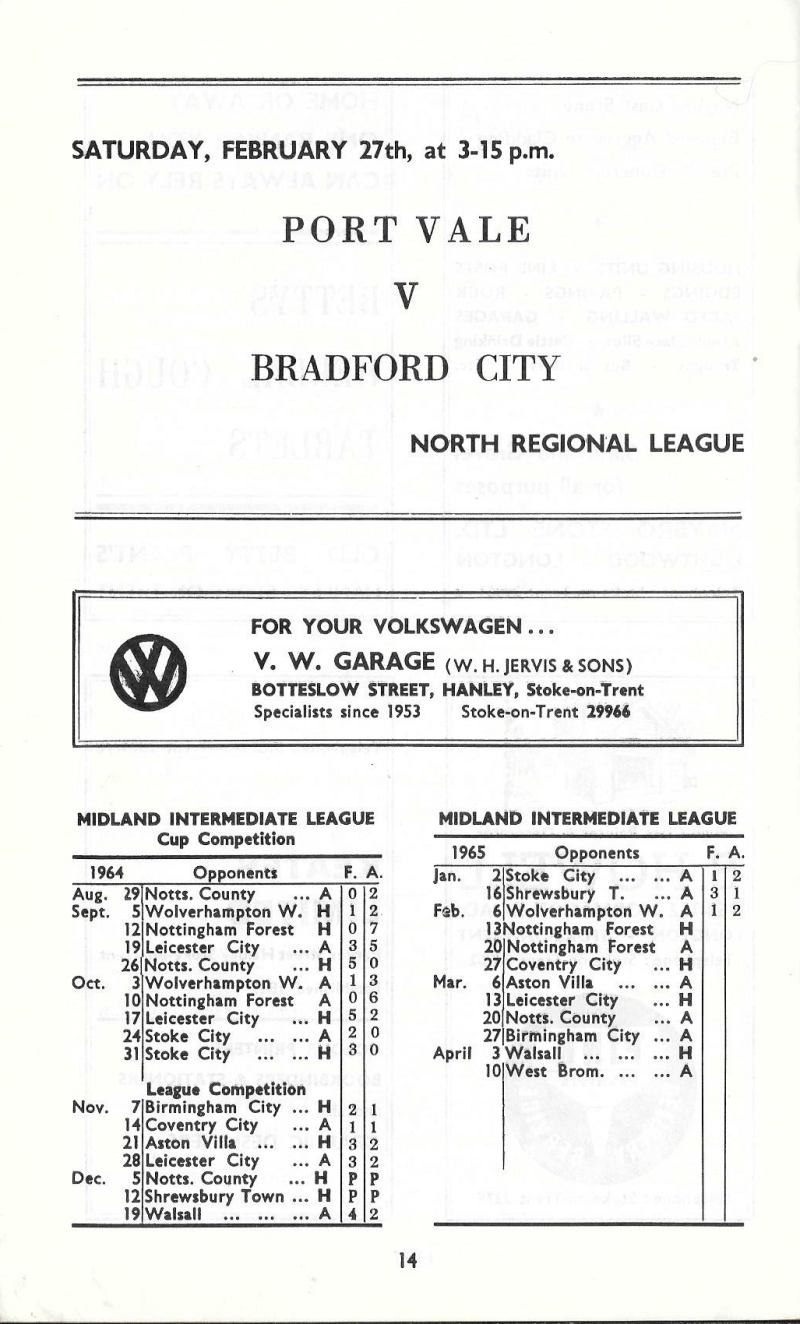 SATURDAY, FEBRUARY 27th, at 3-15 p.m.
PORT VALE
V
BRADFORD CITY
NORTH REGIONAL LEAGUE
FOR YOUR VOLKSWAGEN...
V. W. GARAGE (W. H. JERVIS & SONS)
BOTTESLOW STREET, HANLEY, Stoke-on-Trent
Specialists since 1953 Stoke-on-Trent 29966
MIDLAND INTERMEDIATE LEAGUE
Cup Competition
1964 Opponents F. A.
Aug. 29 Notts. County ... A 0 2
Sept. 5 Wolverhampton W. H 1 2
12 Nottingham Forest H 0 7
19 Leicester City ... A 3 5
26 Notts. County ... H 5 0
Oct. 3 Wolverhampton W. A 1 3
10 Nottingham Forest A 0 6
17 Leicester City ... H 5 2
24 Stoke City ... ... A 2 0
31 Stoke City ... ... H 3 0
League Competition
Nov. 7 Birmingham City ... H 2 1
14 Coventry City ... A 1 1
21 Aston Villa ... ... H 3 2
28 Leicester City ... A 3 2
Dec. 5 Notts. County ... H P P
12 Shrewsbury Town ... H P P
19 Walsall ... ... ... A 4 2
MIDLAND INTERMEDIATE LEAGUE
1965 Opponents F. A.
Jan. 2 Stoke City ... ... A 1 2
16 Shrewsbury T. ... A 3 1
Feb. 6 Wolverhampton W. A 1 2
13 Nottingham Forest H
20 Nottingham Forest A
27 Coventry City ... H
Mar. 6 Aston Villa ... ... A
13 Leicester City ... H
20 Notts. County ... A
27 Birmingham City ... A
April 3 Walsall ... ... ... H
10 West Brom. ... ... A
14